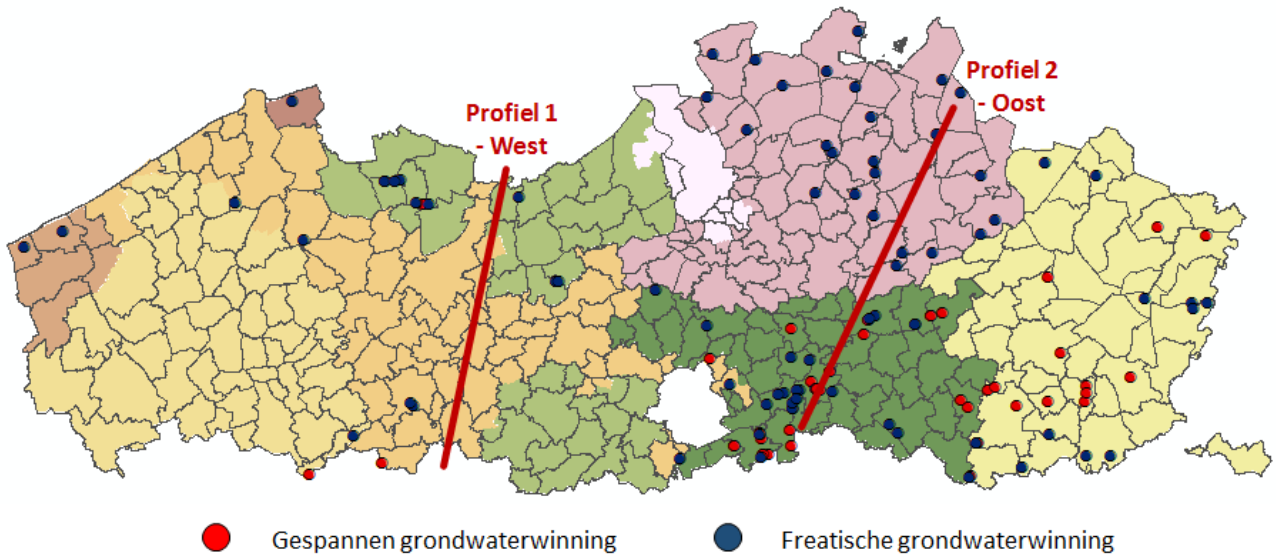 Profiel 1
- West
Profiel 2
- Oost
Gespannen grondwaterwinning
Freatische grondwaterwinning